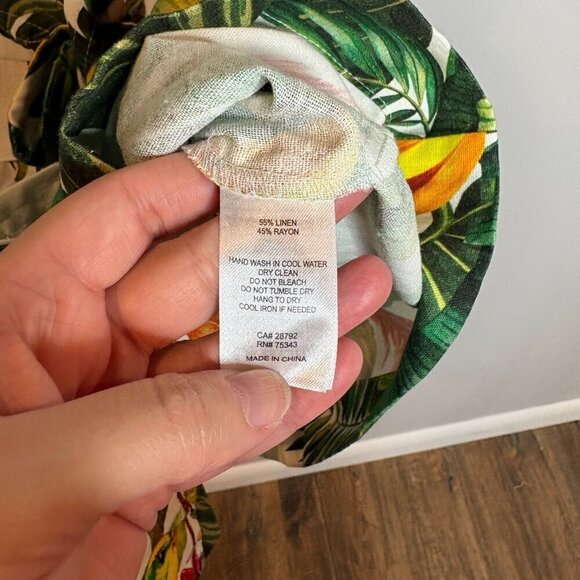 55% LINEN
45% RAYON
HAND WASH IN COOL WATER
DRY CLEAN
DO NOT BLEACH
DO NOT TUMBLE DRY
HANG TO DRY
COOL IRON IF NEEDED
CA# 28792
RN# 75343
MADE IN CHINA